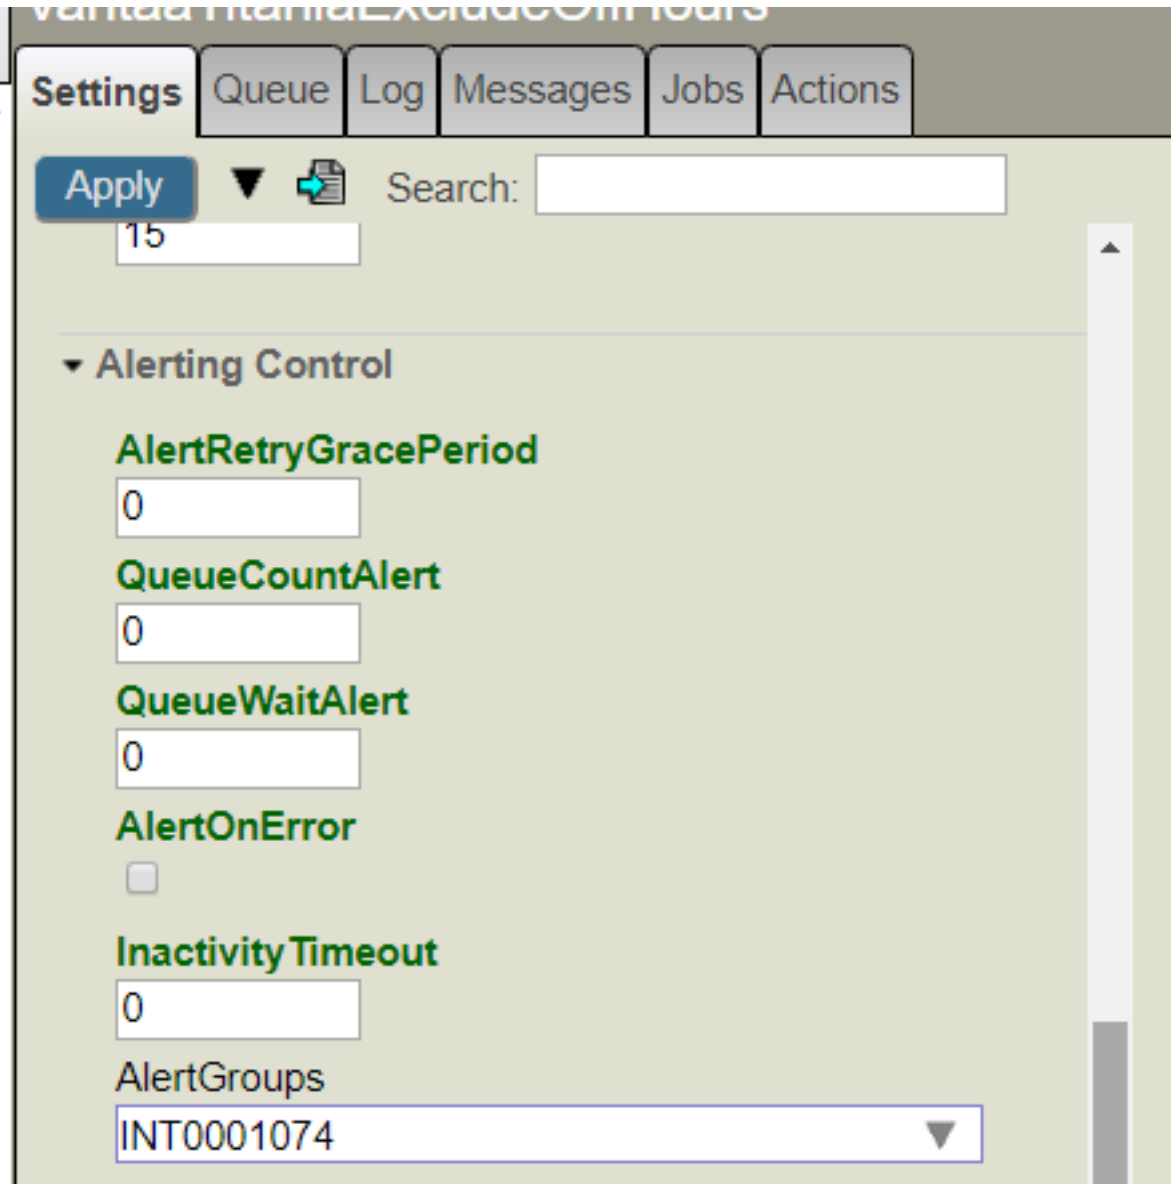 Settings Queue Log Messages Jobs Actions
Apply Search:
15
Alerting Control
AlertRetryGracePeriod
0
QueueCountAlert
0
QueueWaitAlert
0
AlertOnError
InactivityTimeout
0
AlertGroups
INT0001074